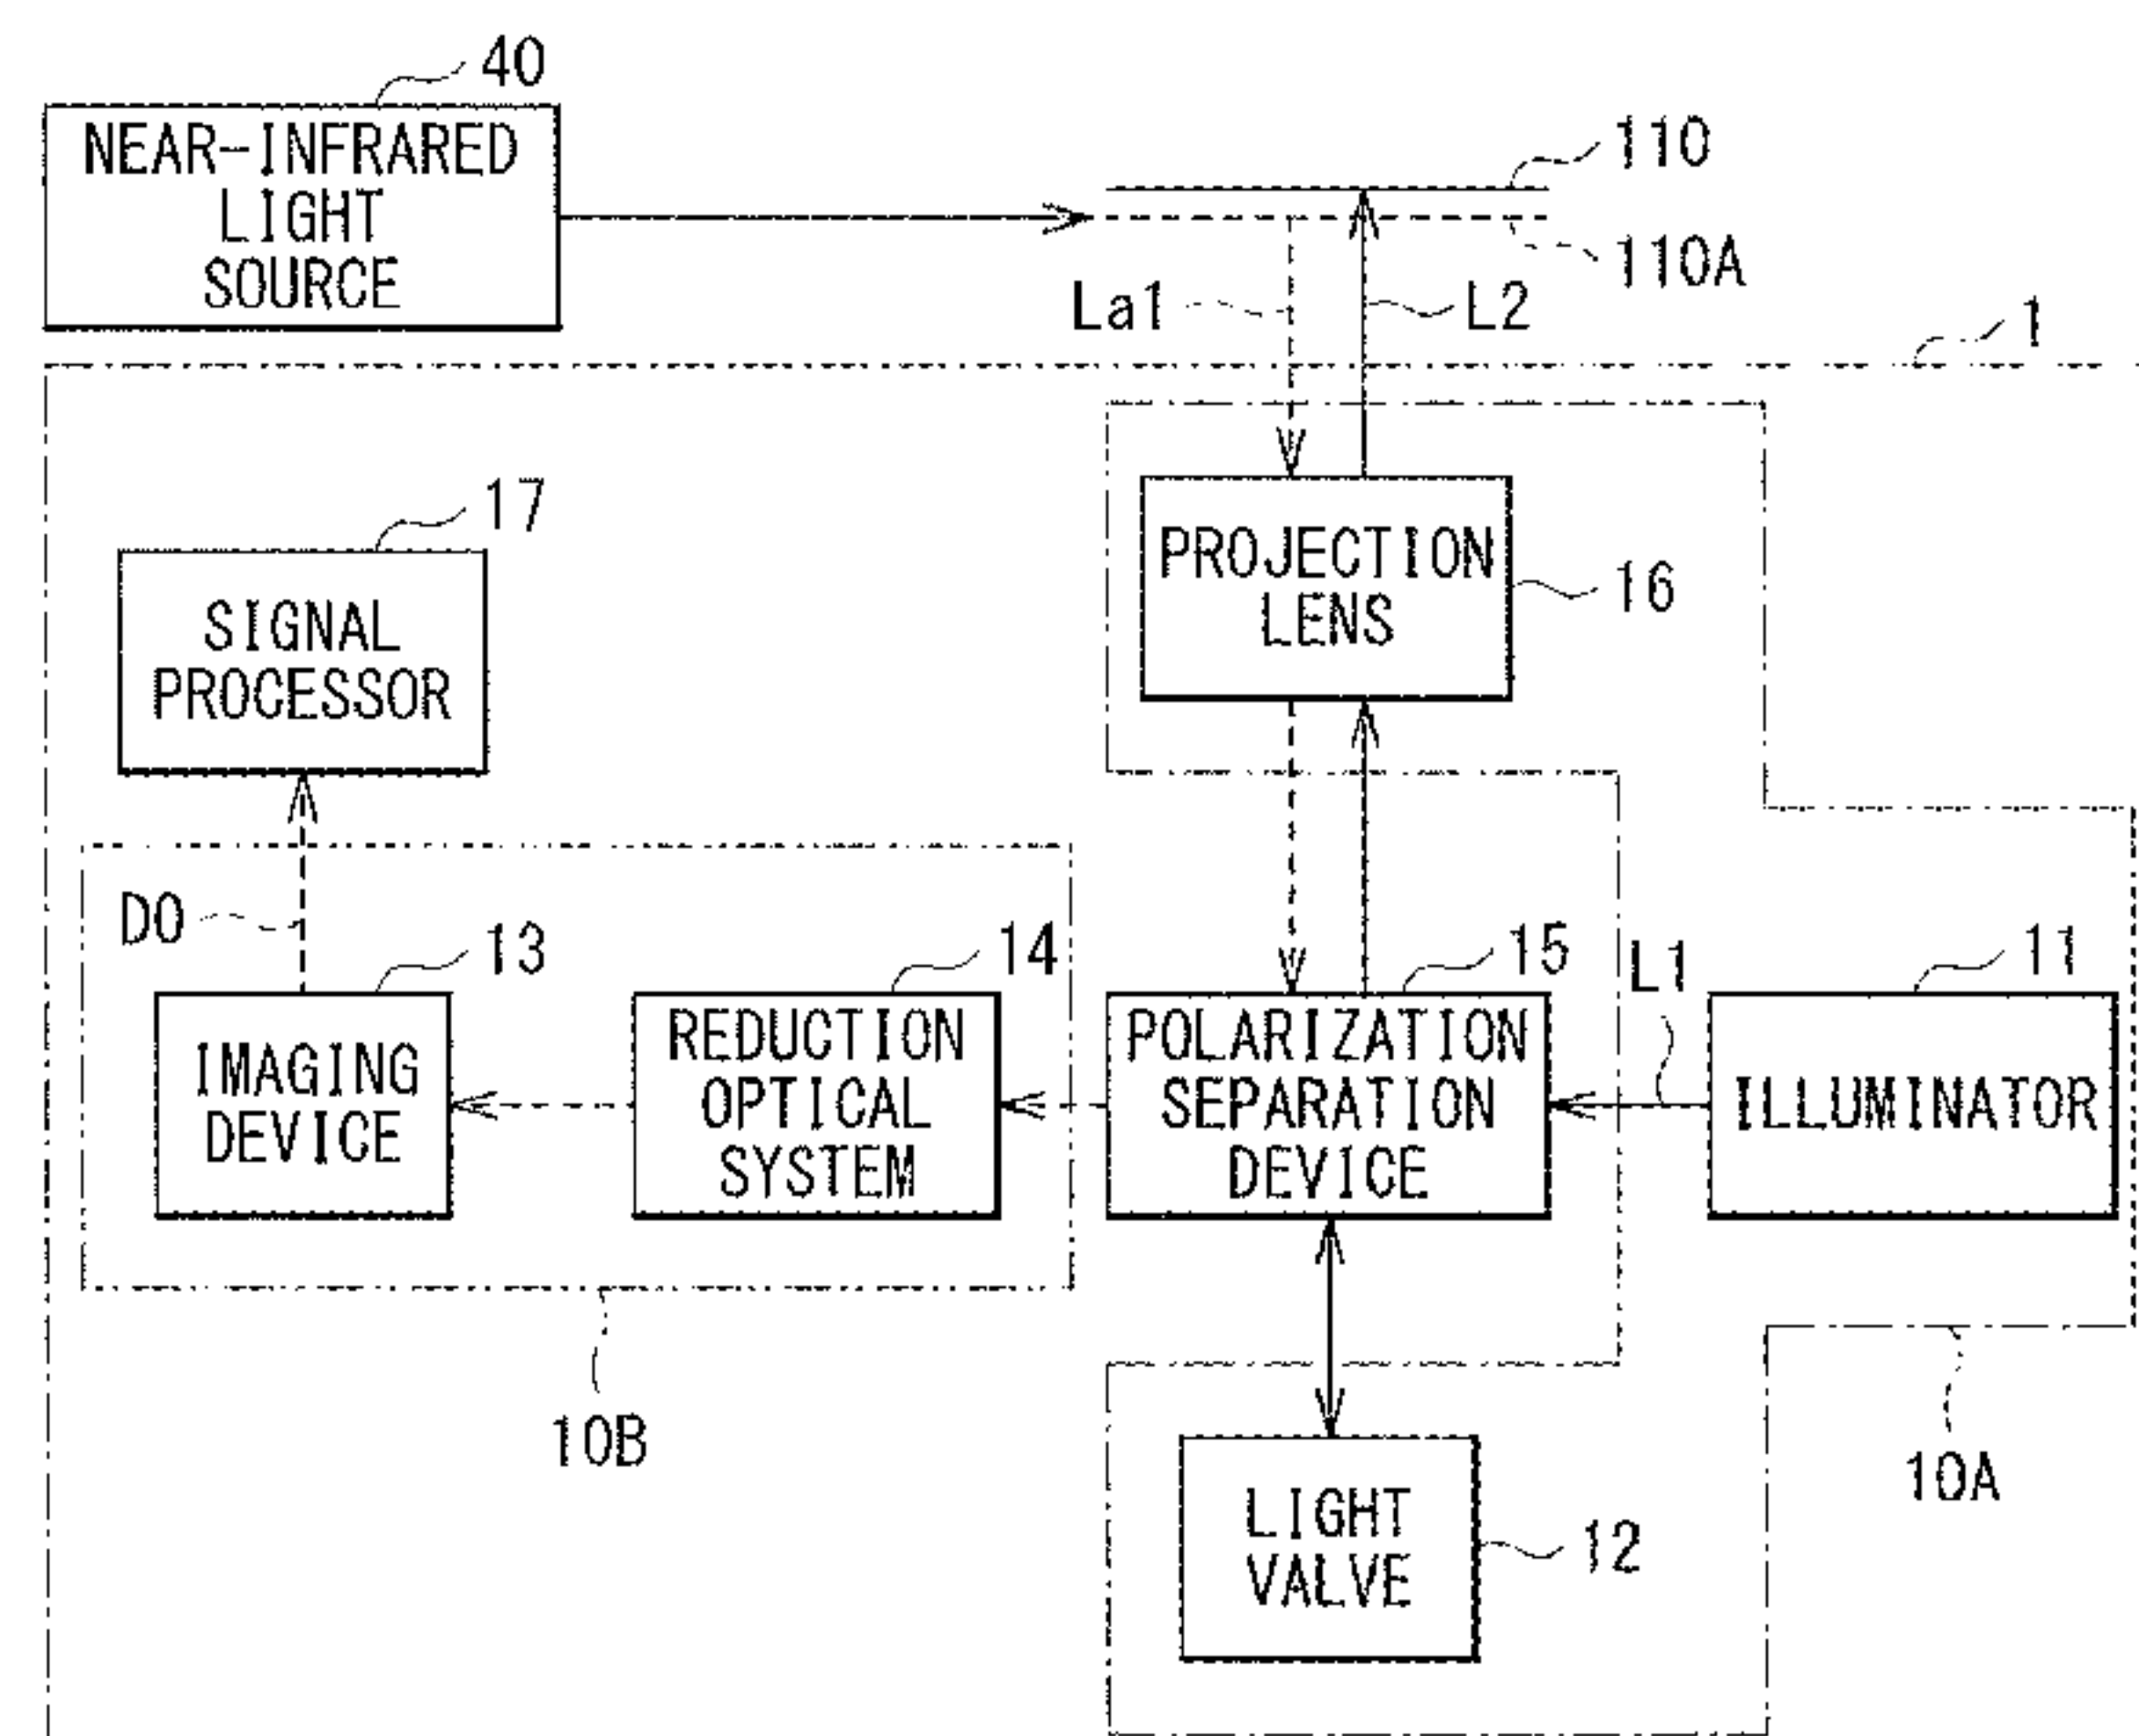 40
NEAR-INFRARED
LIGHT
SOURCE
110
110A
La1
L2
1
17
SIGNAL
PROCESSOR
PROJECTION
LENS
16
D0
13
14
15
L1
11
IMAGING
DEVICE
REDUCTION
OPTICAL
SYSTEM
POLARIZATION
SEPARATION
DEVICE
ILLUMINATOR
10B
10A
LIGHT
VALVE
12